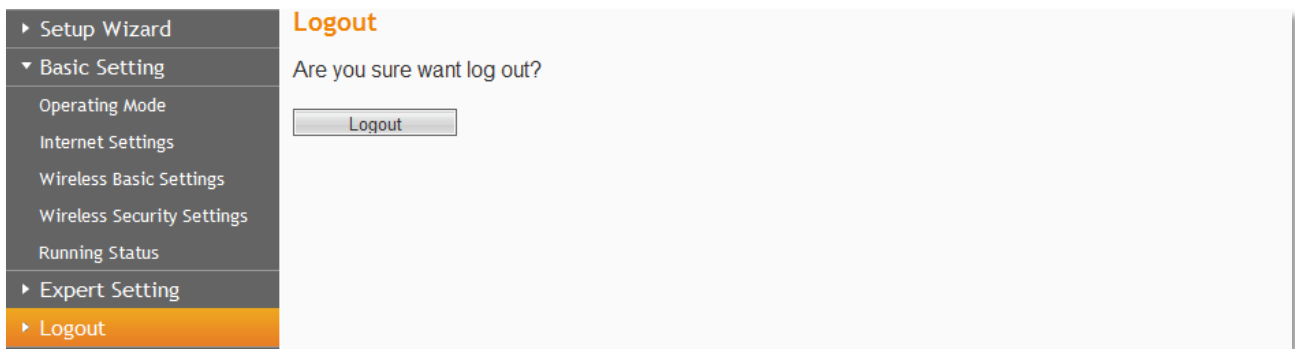 Setup Wizard
Basic Setting
Operating Mode
Internet Settings
Wireless Basic Settings
Wireless Security Settings
Running Status
Expert Setting
Logout
Logout
Are you sure want log out?
Logout